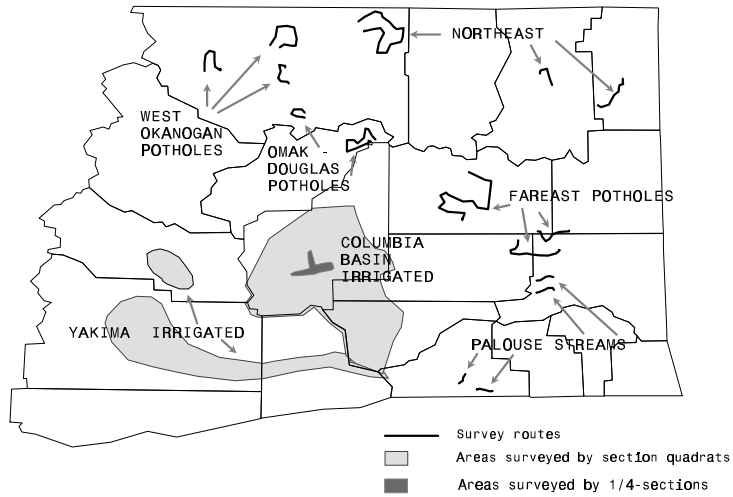 NORTHEAST
WEST
OKANOGAN
POTHOLES
OMAK -
DOUGLAS
POTHOLES
FAREAST POTHOLES
COLUMBIA
BASIN
IRRIGATED
YAKIMA IRRIGATED
PALOUSE STREAMS
Survey routes
Areas surveyed by section quadrats
Areas surveyed by 1/4-sections